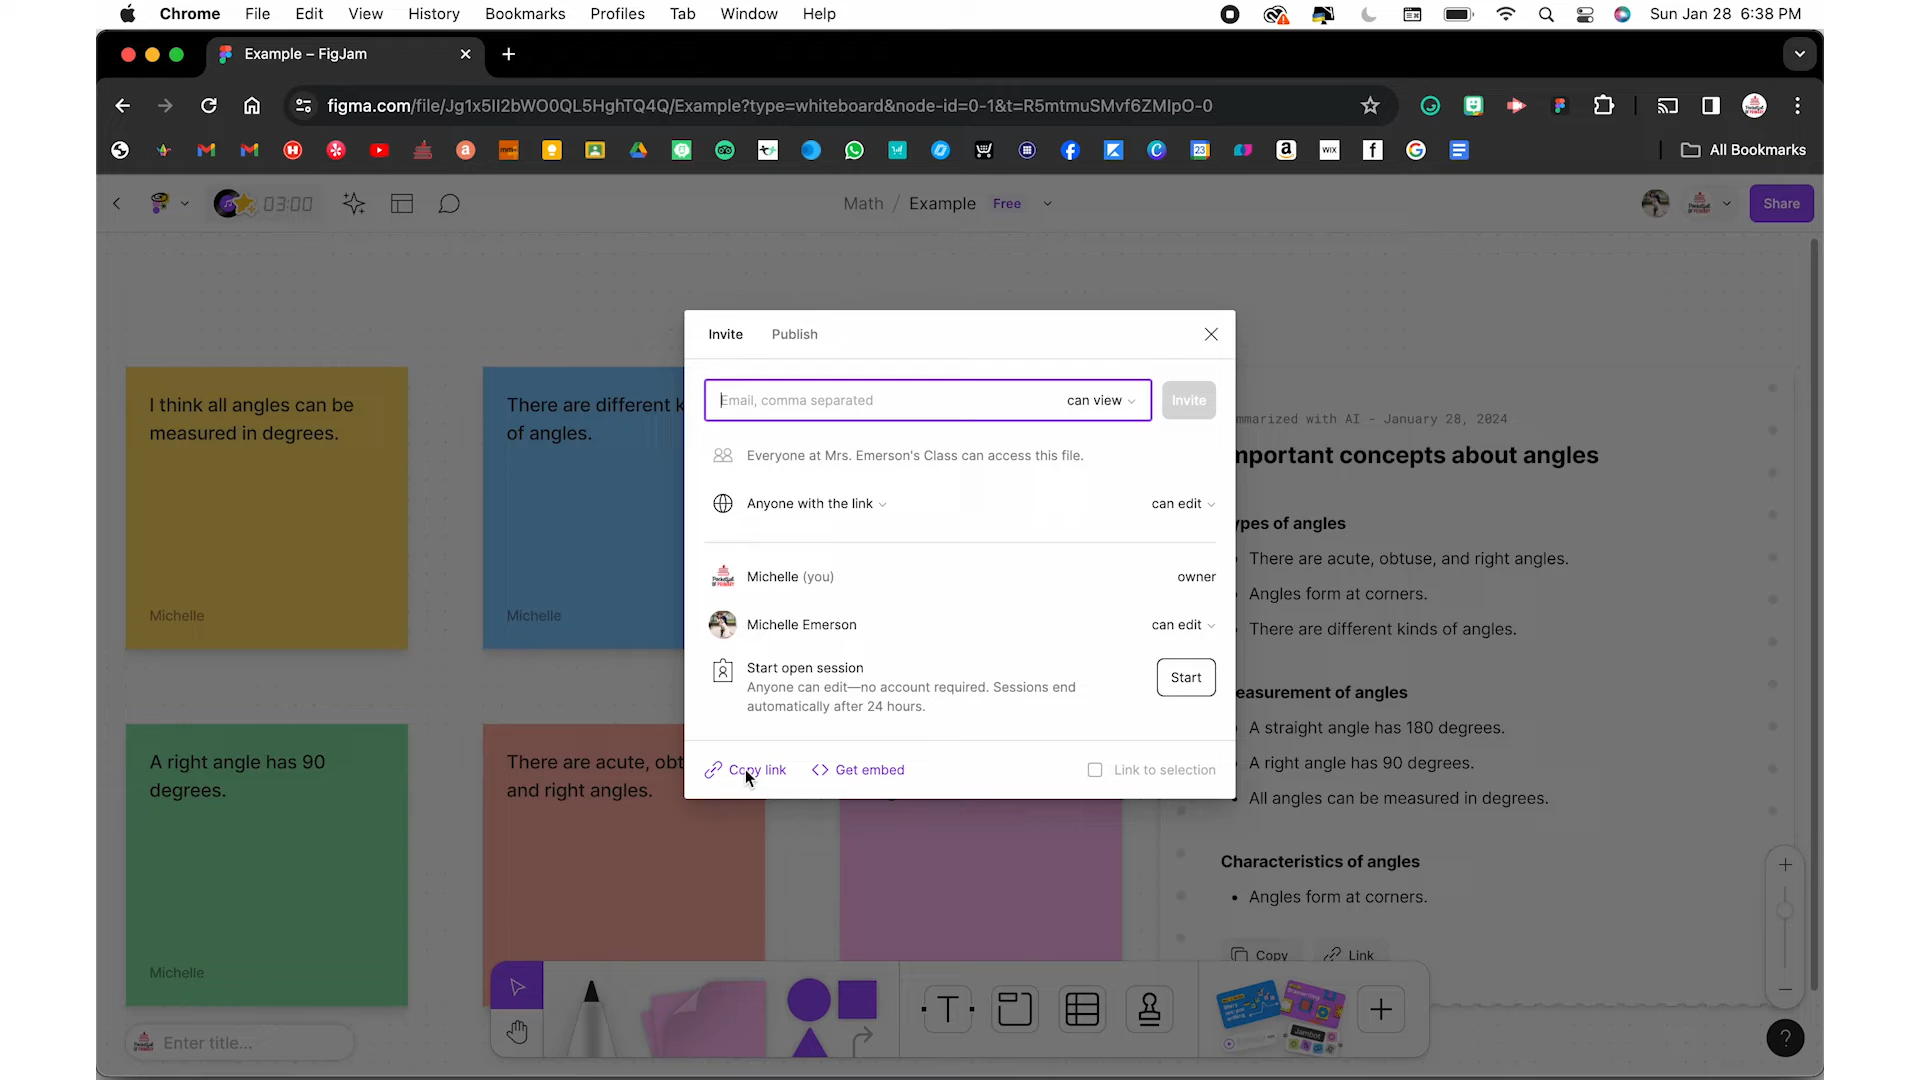 Chrome File Edit View History Bookmarks Profiles Tab Window Help Sun Jan 28 6:38 PM
Example – FigJam
figma.com/file/Jg1x5II2bWO0QL5HghTQ4Q/Example?type=whiteboard&node-id=0-1&t=R5mtmuSMvf6ZMIpO-0
All Bookmarks
03:00 Math / Example Free Share
Invite Publish
Email, comma separated can view Invite
Everyone at Mrs. Emerson's Class can access this file.
Anyone with the link can edit
Michelle (you) owner
Michelle Emerson can edit
Start open session
Anyone can edit—no account required. Sessions end
automatically after 24 hours.
Start
Copy link Get embed Link to selection
I think all angles can be
measured in degrees.
Michelle
There are different k
of angles.
Michelle
A right angle has 90
degrees.
Michelle
There are acute, obt
and right angles.
marized with AI - January 28, 2024
mportant concepts about angles
ypes of angles
There are acute, obtuse, and right angles.
Angles form at corners.
There are different kinds of angles.
easurement of angles
• A straight angle has 180 degrees.
• A right angle has 90 degrees.
• All angles can be measured in degrees.
Characteristics of angles
• Angles form at corners.
Copy Link
Enter title...
T
Jambot
?